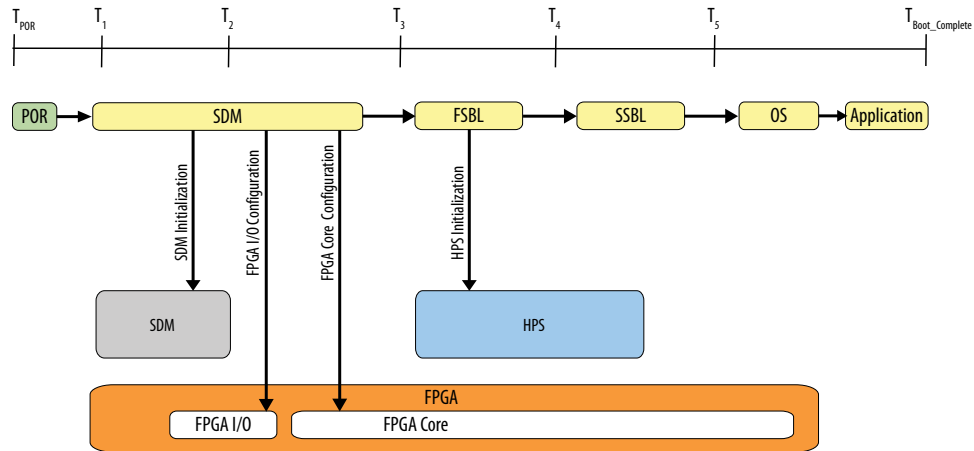 T_POR T_1 T_2 T_3 T_4 T_5 T_Boot_Complete
POR SDM FSBL SSBL OS Application
SDM Initialization
FPGA I/O Configuration
FPGA Core Configuration
HPS Initialization
SDM
HPS
FPGA
FPGA I/O FPGA Core